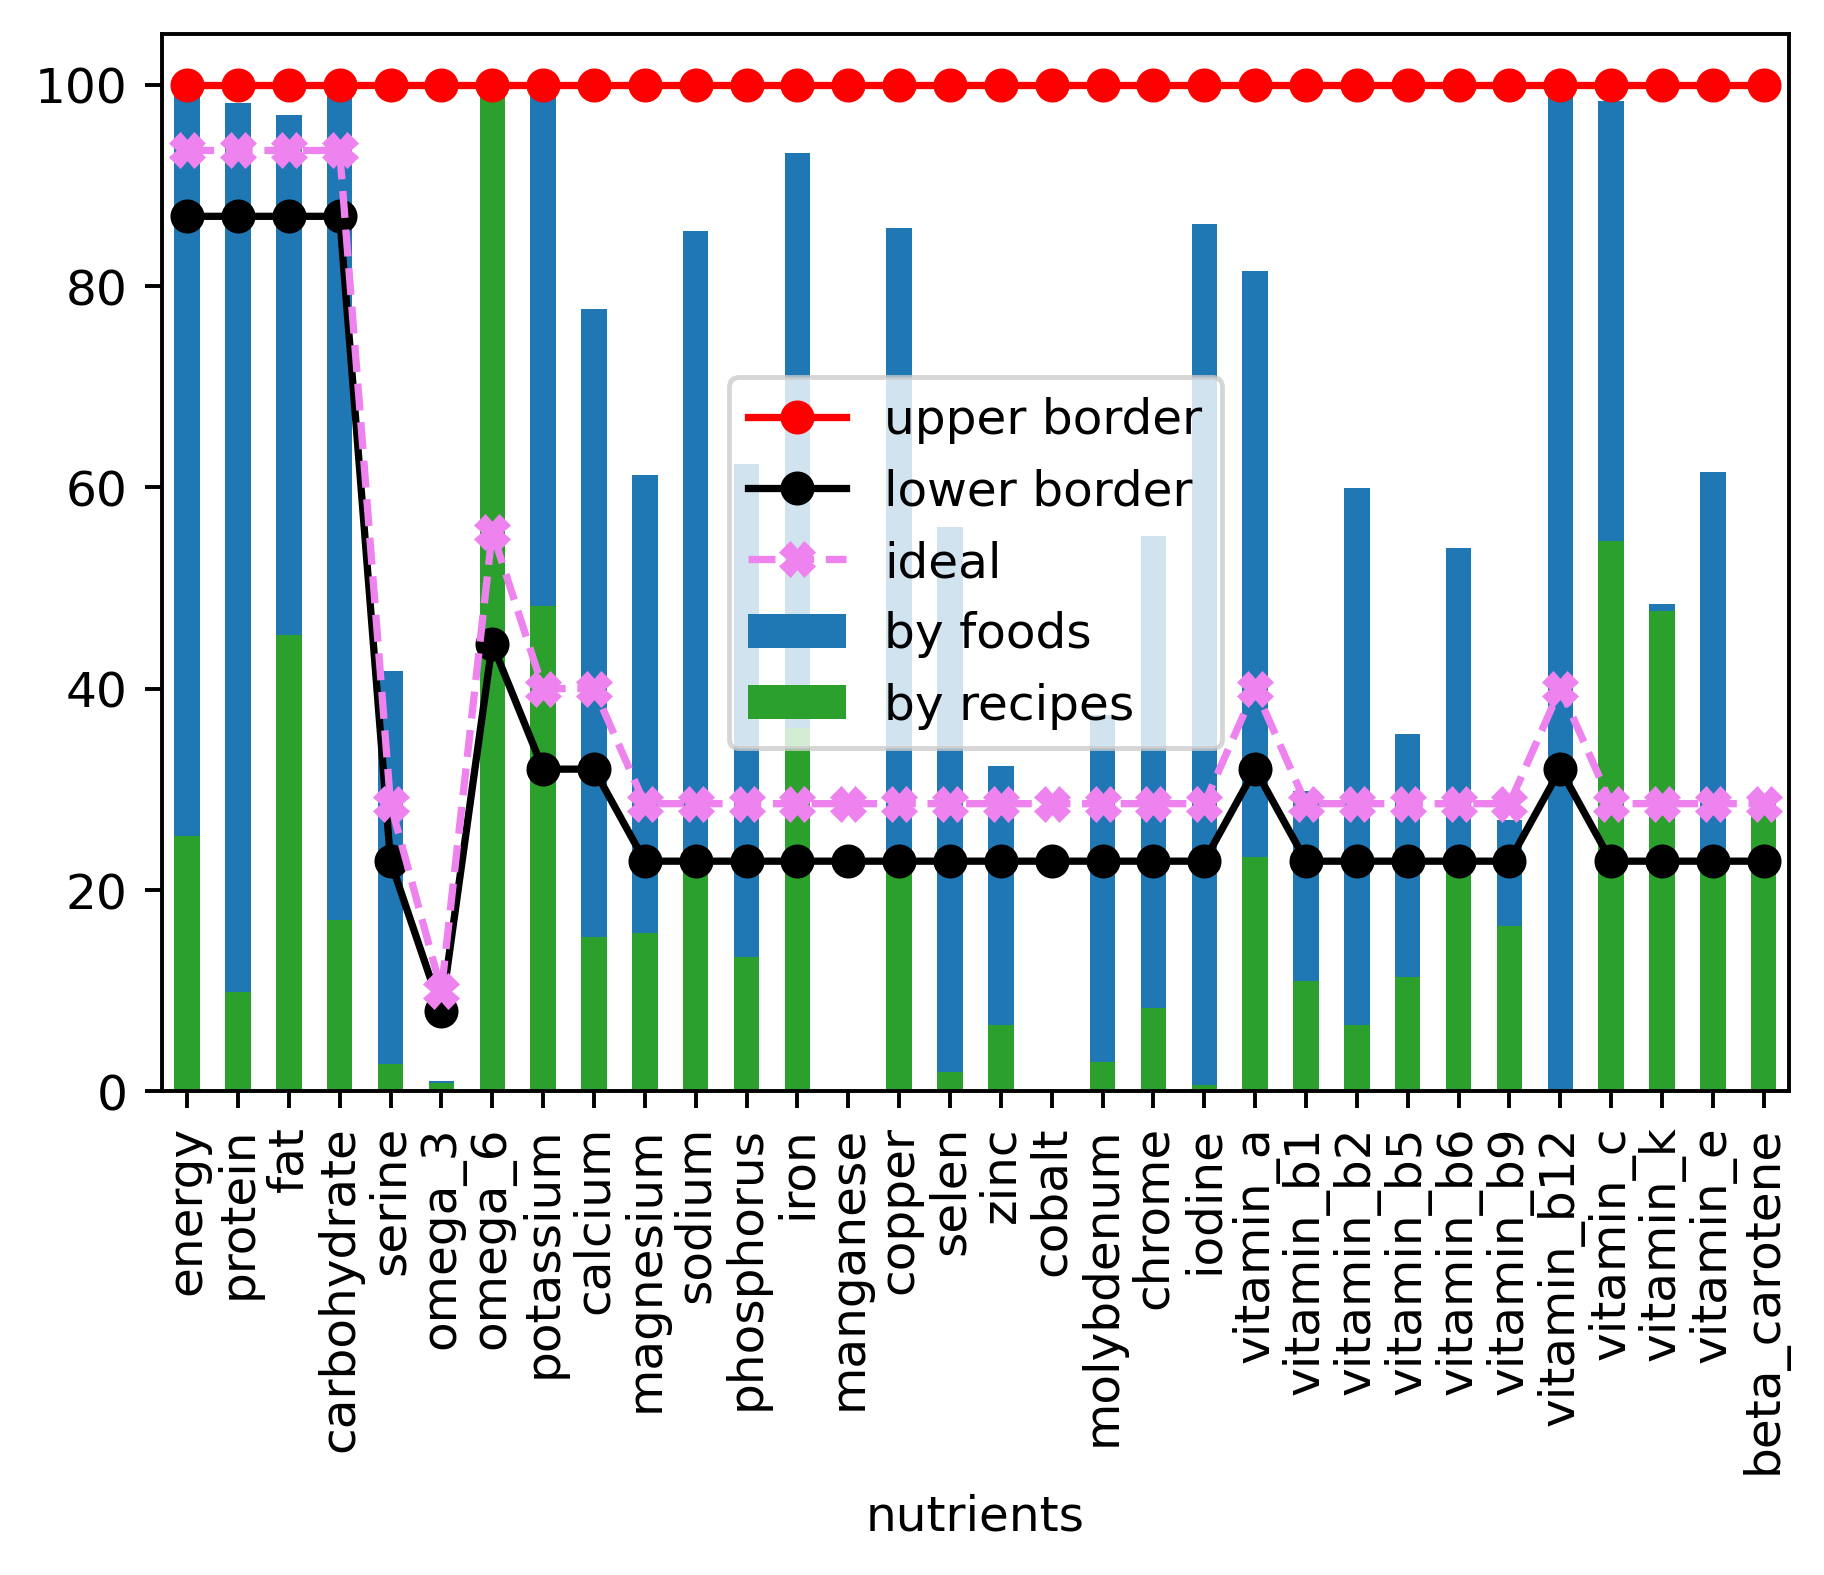 100
80
60
40
20
0
upper border
lower border
ideal
by foods
by recipes
energy
protein
fat
carbohydrate
serine
omega_3
omega_6
potassium
calcium
magnesium
sodium
phosphorus
iron
manganese
copper
selen
zinc
cobalt
molybdenum
chrome
iodine
vitamin_a
vitamin_b1
vitamin_b2
vitamin_b5
vitamin_b6
vitamin_b9
vitamin_b12
vitamin_c
vitamin_k
vitamin_e
beta_carotene
nutrients